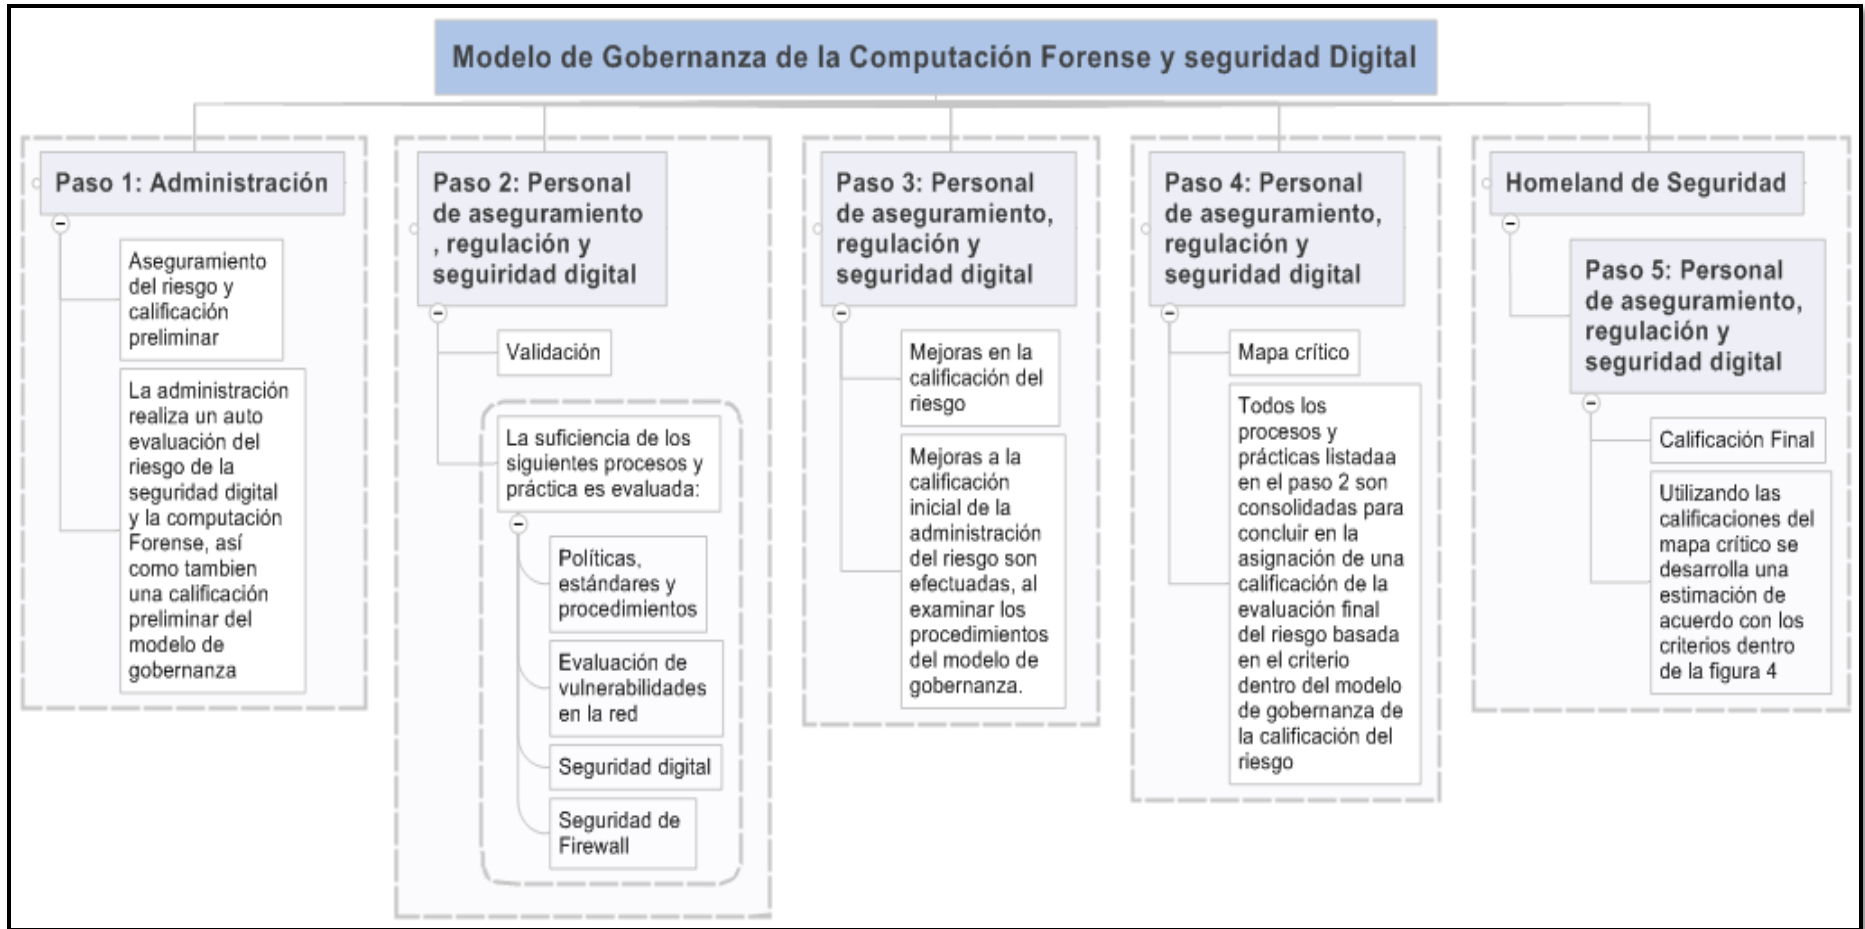 Modelo de Gobernanza de la Computación Forense y seguridad Digital
Paso 1: Administración
Aseguramiento
del riesgo y
calificación
preliminar
La administración
realiza un auto
evaluación del
riesgo de la
seguridad digital
y la computación
Forense, así
como tambien
una calificación
preliminar del
modelo de
gobernanza
Paso 2: Personal
de aseguramiento
, regulación y
seguiridad digital
Validación
La suficiencia de los
siguientes procesos y
práctica es evaluada:
Políticas,
estándares y
procedimientos
Evaluación de
vulnerabilidades
en la red
Seguridad digital
Seguridad de
Firewall
Paso 3: Personal
de aseguramiento,
regulación y
seguridad digital
Mejoras en la
calificación del
riesgo
Mejoras a la
calificación
inicial de la
administración
del riesgo son
efectuadas, al
examinar los
procedimientos
del modelo de
gobernanza.
Paso 4: Personal
de aseguramiento,
regulación y
seguridad digital
Mapa crítico
Todos los
procesos y
prácticas listadaa
en el paso 2 son
consolidadas para
concluir en la
asignación de una
calificación de la
evaluación final
del riesgo basada
en el criterio
dentro del modelo
de gobernanza de
la calificación del
riesgo
Homeland de Seguridad
Paso 5: Personal
de aseguramiento,
regulación y
seguridad digital
Calificación Final
Utilizando las
calificaciones del
mapa crítico se
desarrolla una
estimación de
acuerdo con los
criterios dentro
de la figura 4